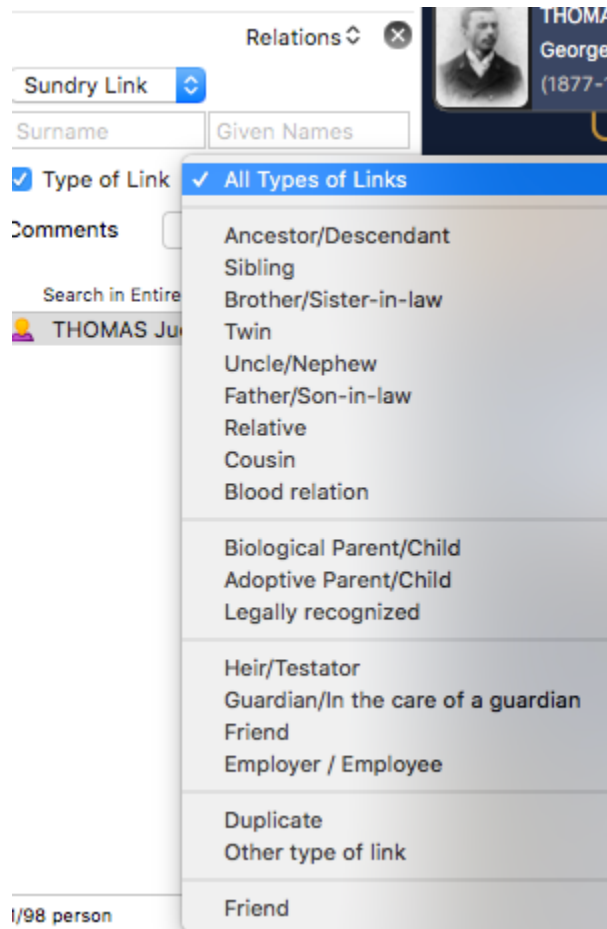 Relations
THOMA
George
(1877-1
Sundry Link
Surname
Given Names
Type of Link
✓ All Types of Links
Comments
Ancestor/Descendant
Sibling
Search in Entire
Brother/Sister-in-law
THOMAS Ju
Twin
Uncle/Nephew
Father/Son-in-law
Relative
Cousin
Blood relation
Biological Parent/Child
Adoptive Parent/Child
Legally recognized
Heir/Testator
Guardian/In the care of a guardian
Friend
Employer / Employee
Duplicate
Other type of link
Friend
1/98 person